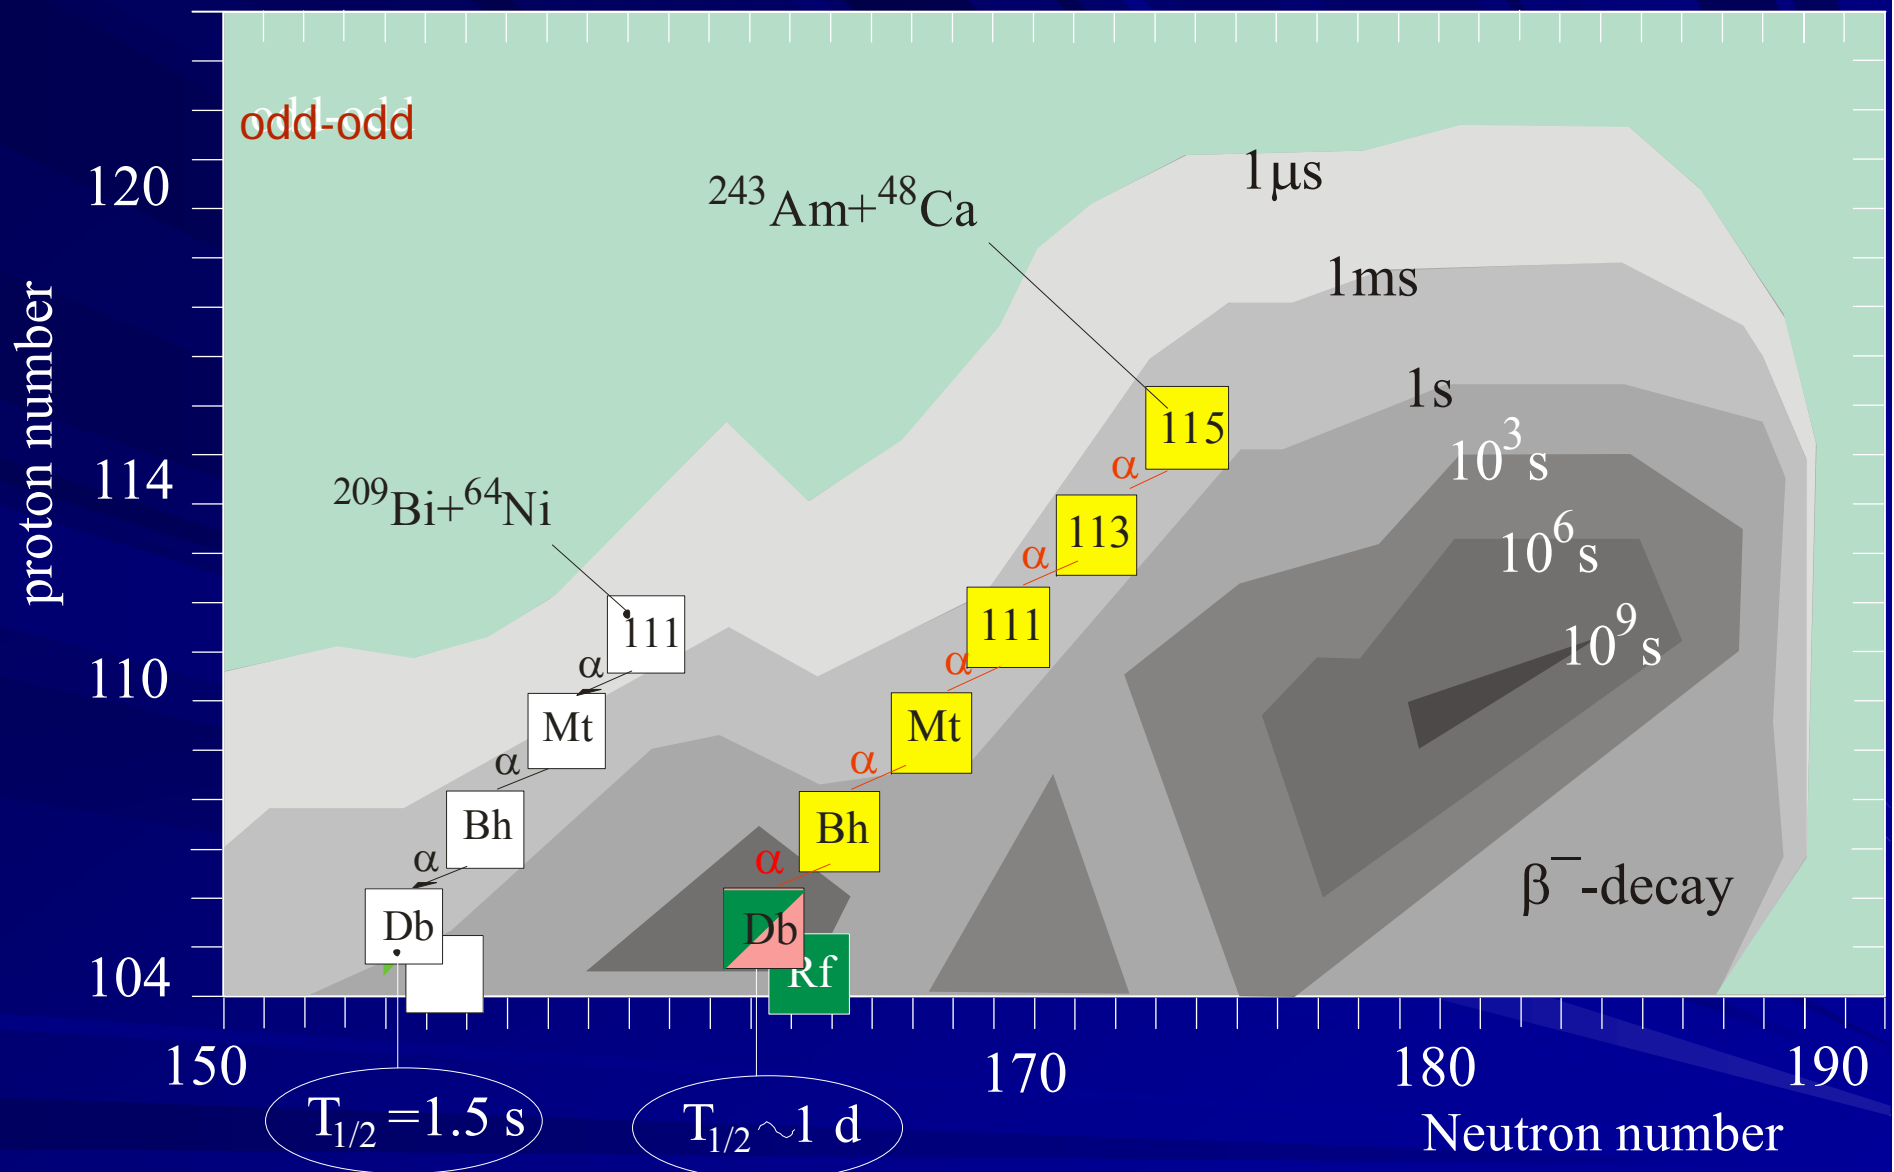 odd-odd
120
1μs
²⁴³Am+⁴⁸Ca
1ms
1s
115
10³s
α
114
²⁰⁹Bi+⁶⁴Ni
113
10⁶s
α
111
111
10⁹s
α
α
110
Mt
Mt
α
α
Bh
Bh
α
α
β⁻-decay
Db
Db
Rf
104
150
170
180
190
T1/2 =1.5 s
T1/2 ~1 d
Neutron number
proton number